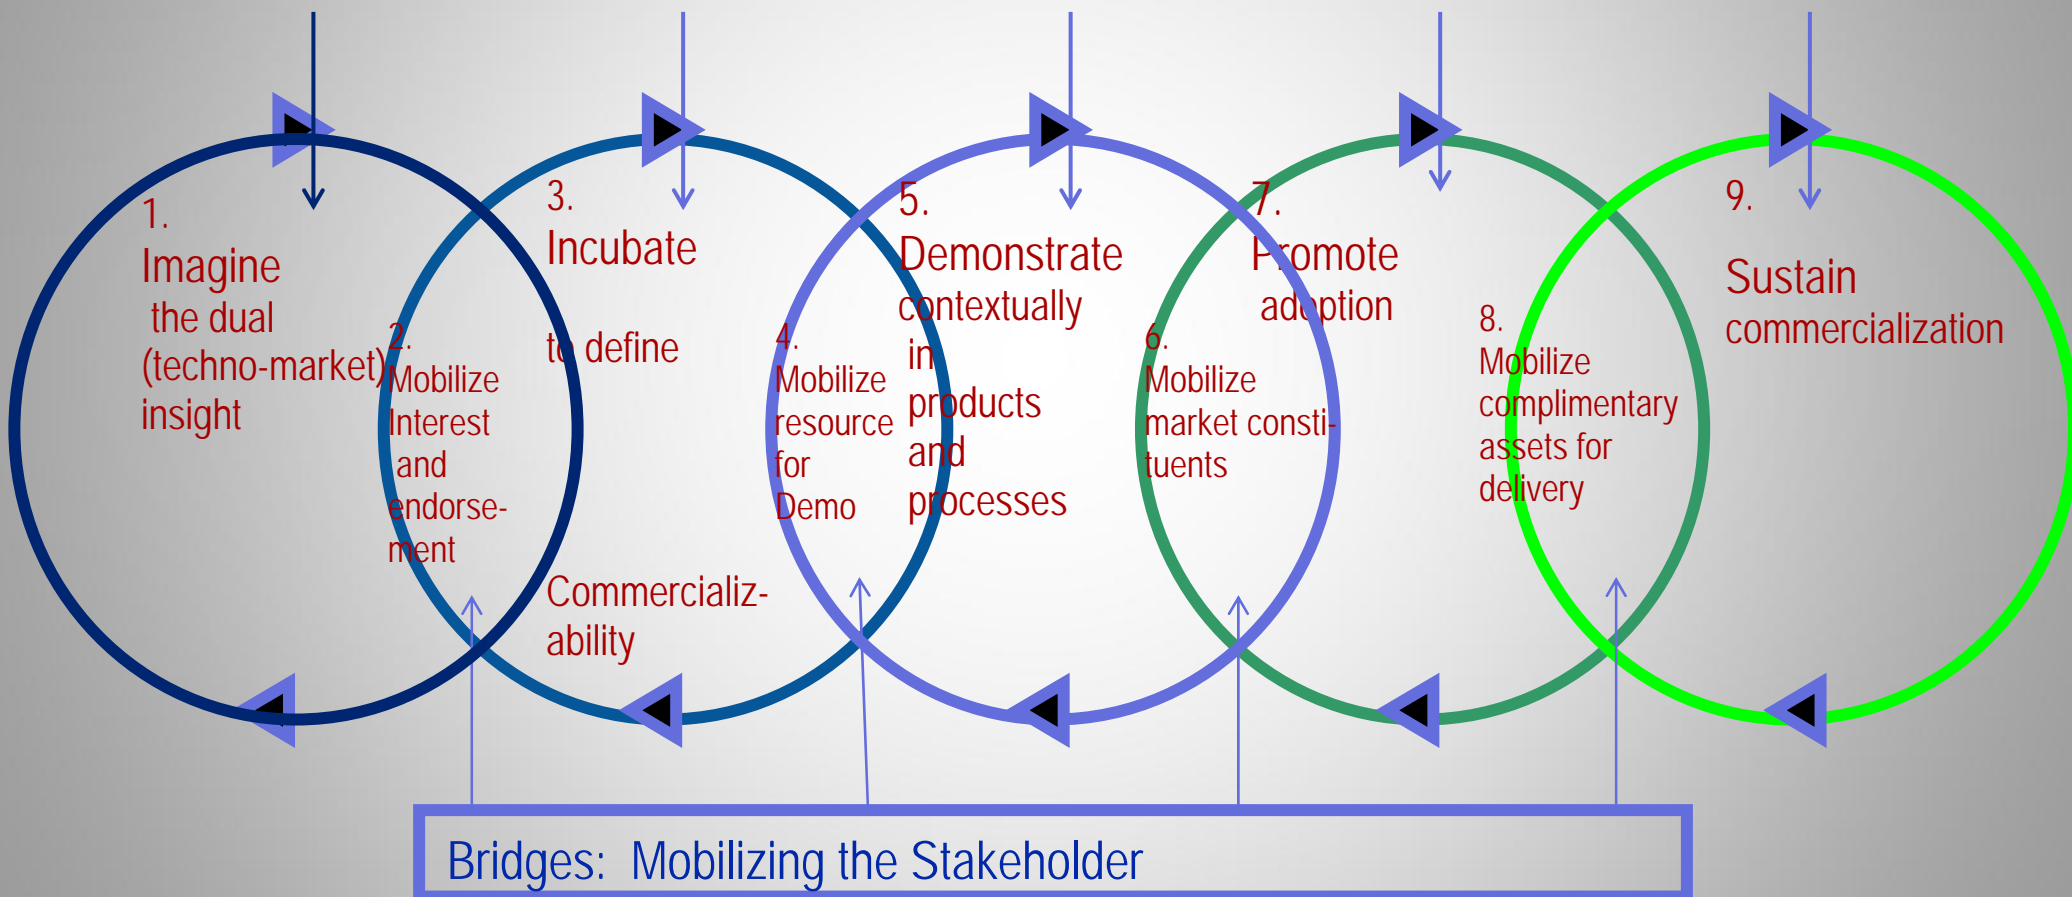 1.
Imagine
the dual
(techno-market)
insight
2.
Mobilize
Interest
and
endorse-
ment
3.
Incubate
to define
Commercializ-
ability
4.
Mobilize
resource
for
Demo
5.
Demonstrate
contextually
in
products
and
processes
6.
Mobilize
market consti-
tuents
7.
Promote
adoption
8.
Mobilize
complimentary
assets for
delivery
9.
Sustain
commercialization
Bridges: Mobilizing the Stakeholder